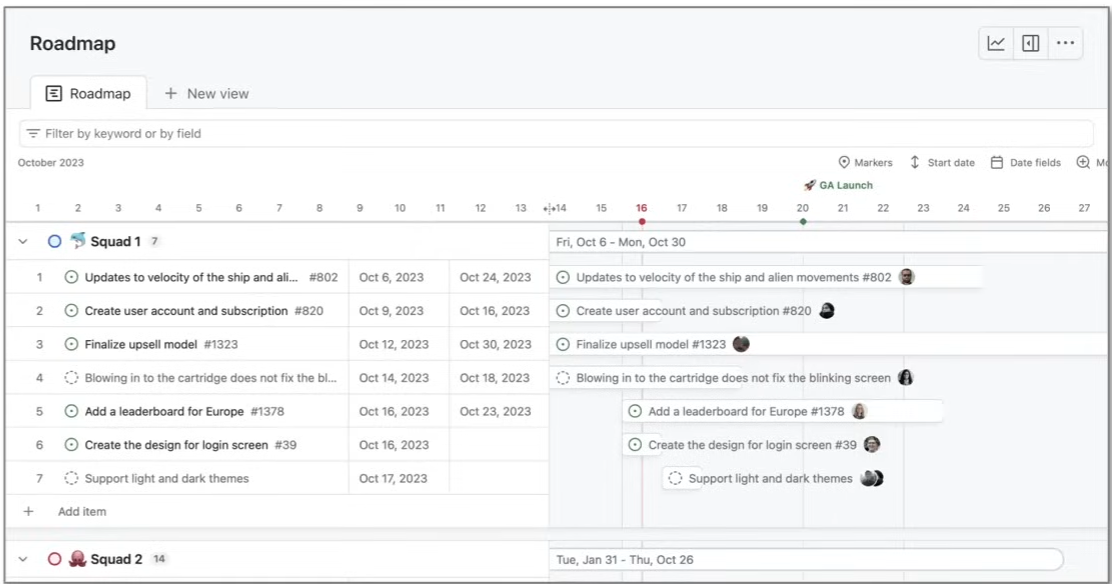 Roadmap
Roadmap + New view
Filter by keyword or by field
October 2023 Markers Start date Date fields Mo
🚀 GA Launch
1 2 3 4 5 6 7 8 9 10 11 12 13 14 15 16 17 18 19 20 21 22 23 24 25 26 27
Squad 1 7 Fri, Oct 6 - Mon, Oct 30
1 Updates to velocity of the ship and ali... #802 Oct 6, 2023 Oct 24, 2023 Updates to velocity of the ship and alien movements #802
2 Create user account and subscription #820 Oct 9, 2023 Oct 16, 2023 Create user account and subscription #820
3 Finalize upsell model #1323 Oct 12, 2023 Oct 30, 2023 Finalize upsell model #1323
4 Blowing in to the cartridge does not fix the bl... Oct 14, 2023 Oct 18, 2023 Blowing in to the cartridge does not fix the blinking screen
5 Add a leaderboard for Europe #1378 Oct 16, 2023 Oct 23, 2023 Add a leaderboard for Europe #1378
6 Create the design for login screen #39 Oct 16, 2023 Create the design for login screen #39
7 Support light and dark themes Oct 17, 2023 Support light and dark themes
+ Add item
Squad 2 14 Tue, Jan 31 - Thu, Oct 26